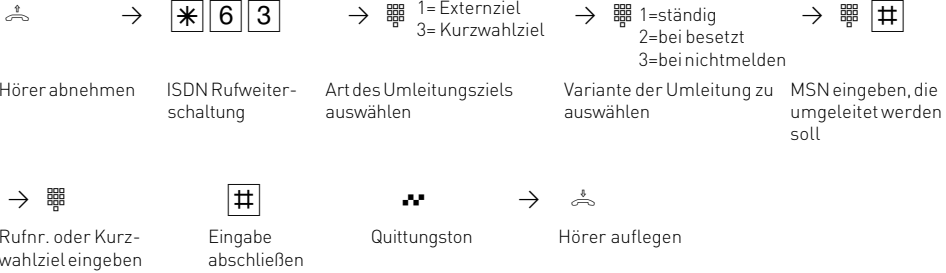 * 6 3
1= Externziel
3= Kurzwahlziel
1=ständig
2=bei besetzt
3=bei nichtmelden
#
Hörer abnehmen
ISDN Rufweiter-
schaltung
Art des Umleitungsziels
auswählen
Variante der Umleitung zu
auswählen
MSN eingeben, die
umgeleitet werden
soll
#
Rufnr. oder Kurz-
wahlziel eingeben
Eingabe
abschließen
Quittungston
Hörer auflegen